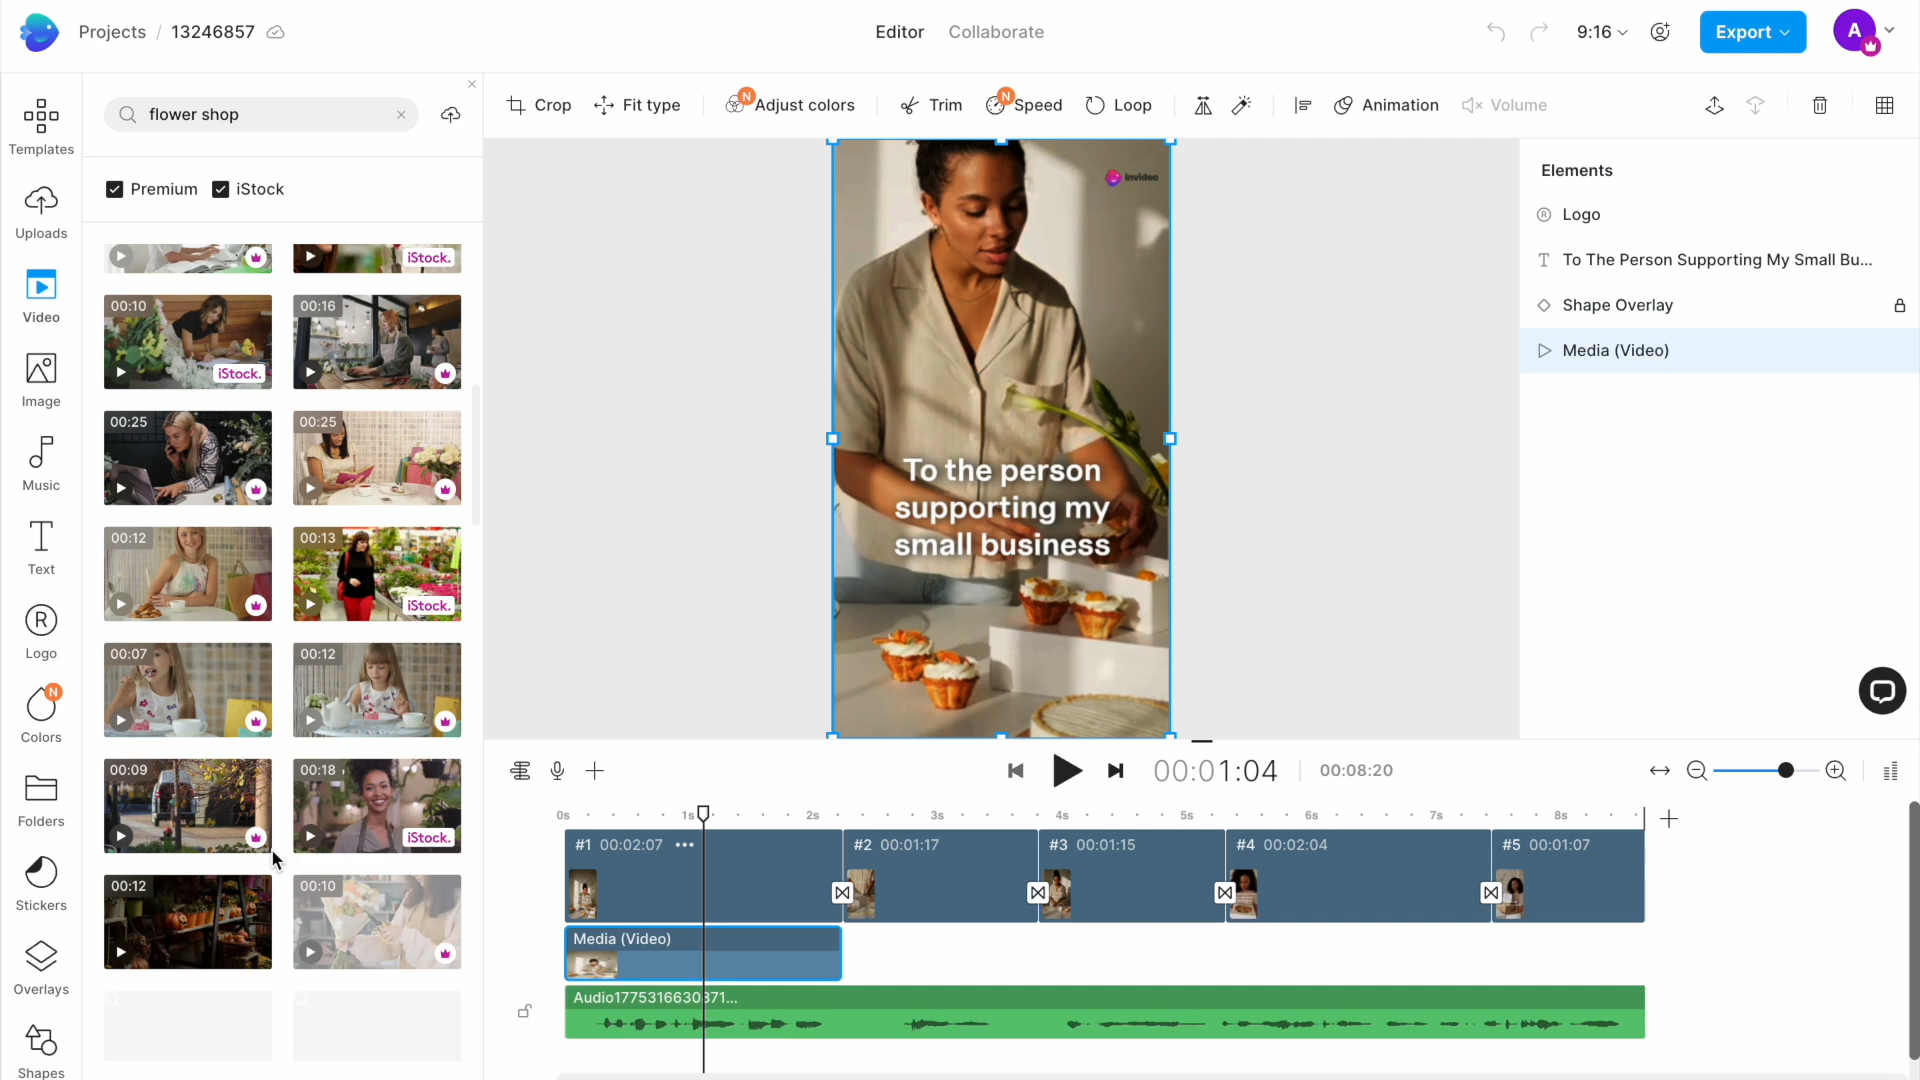 Projects / 13246857
Editor
Collaborate
9:16
Export
A
flower shop
Crop
Fit type
N
Adjust colors
Trim
N
Speed
Loop
Animation
Volume
Templates
Uploads
Video
Image
Music
Text
R
Logo
N
Colors
Folders
Stickers
Overlays
Shapes
Premium
iStock
iStock.
00:10
iStock.
00:16
00:25
00:25
00:12
00:13
iStock.
00:07
00:12
00:09
00:18
iStock.
00:12
00:10
invideo
To the person
supporting my
small business
Elements
R Logo
T To The Person Supporting My Small Bu...
Shape Overlay
Media (Video)
00:01:04
00:08:20
0s 1s 2s 3s 4s 5s 6s 7s 8s
#1 00:02:07 •••
#2 00:01:17
#3 00:01:15
#4 00:02:04
#5 00:01:07
Media (Video)
Audio1775316630871...